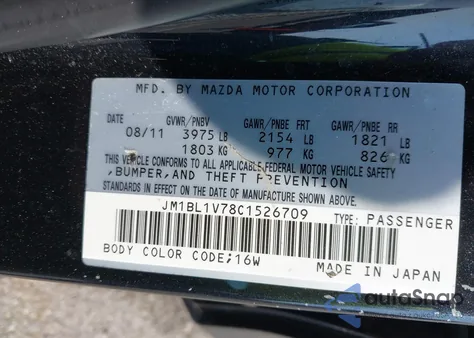 MFD. BY MAZDA MOTOR CORPORATION
DATE GVWR/PNBV GAWR/PNBE FRT GAWR/PNBE RR
08/11 3975 LB 2154 LB 1821 LB
1803 KG 977 KG 826 KG
THIS VEHICLE CONFORMS TO ALL APPLICABLE FEDERAL MOTOR VEHICLE SAFETY
,BUMPER,AND THEFT PREVENTION
STANDARDS IN EFFECT ON THE DATE OF MANUFACTURE SHOWN ABOVE.
JM1BL1V78C1526709 TYPE: PASSENGER
BODY COLOR CODE;16W MADE IN JAPAN
autoSnap